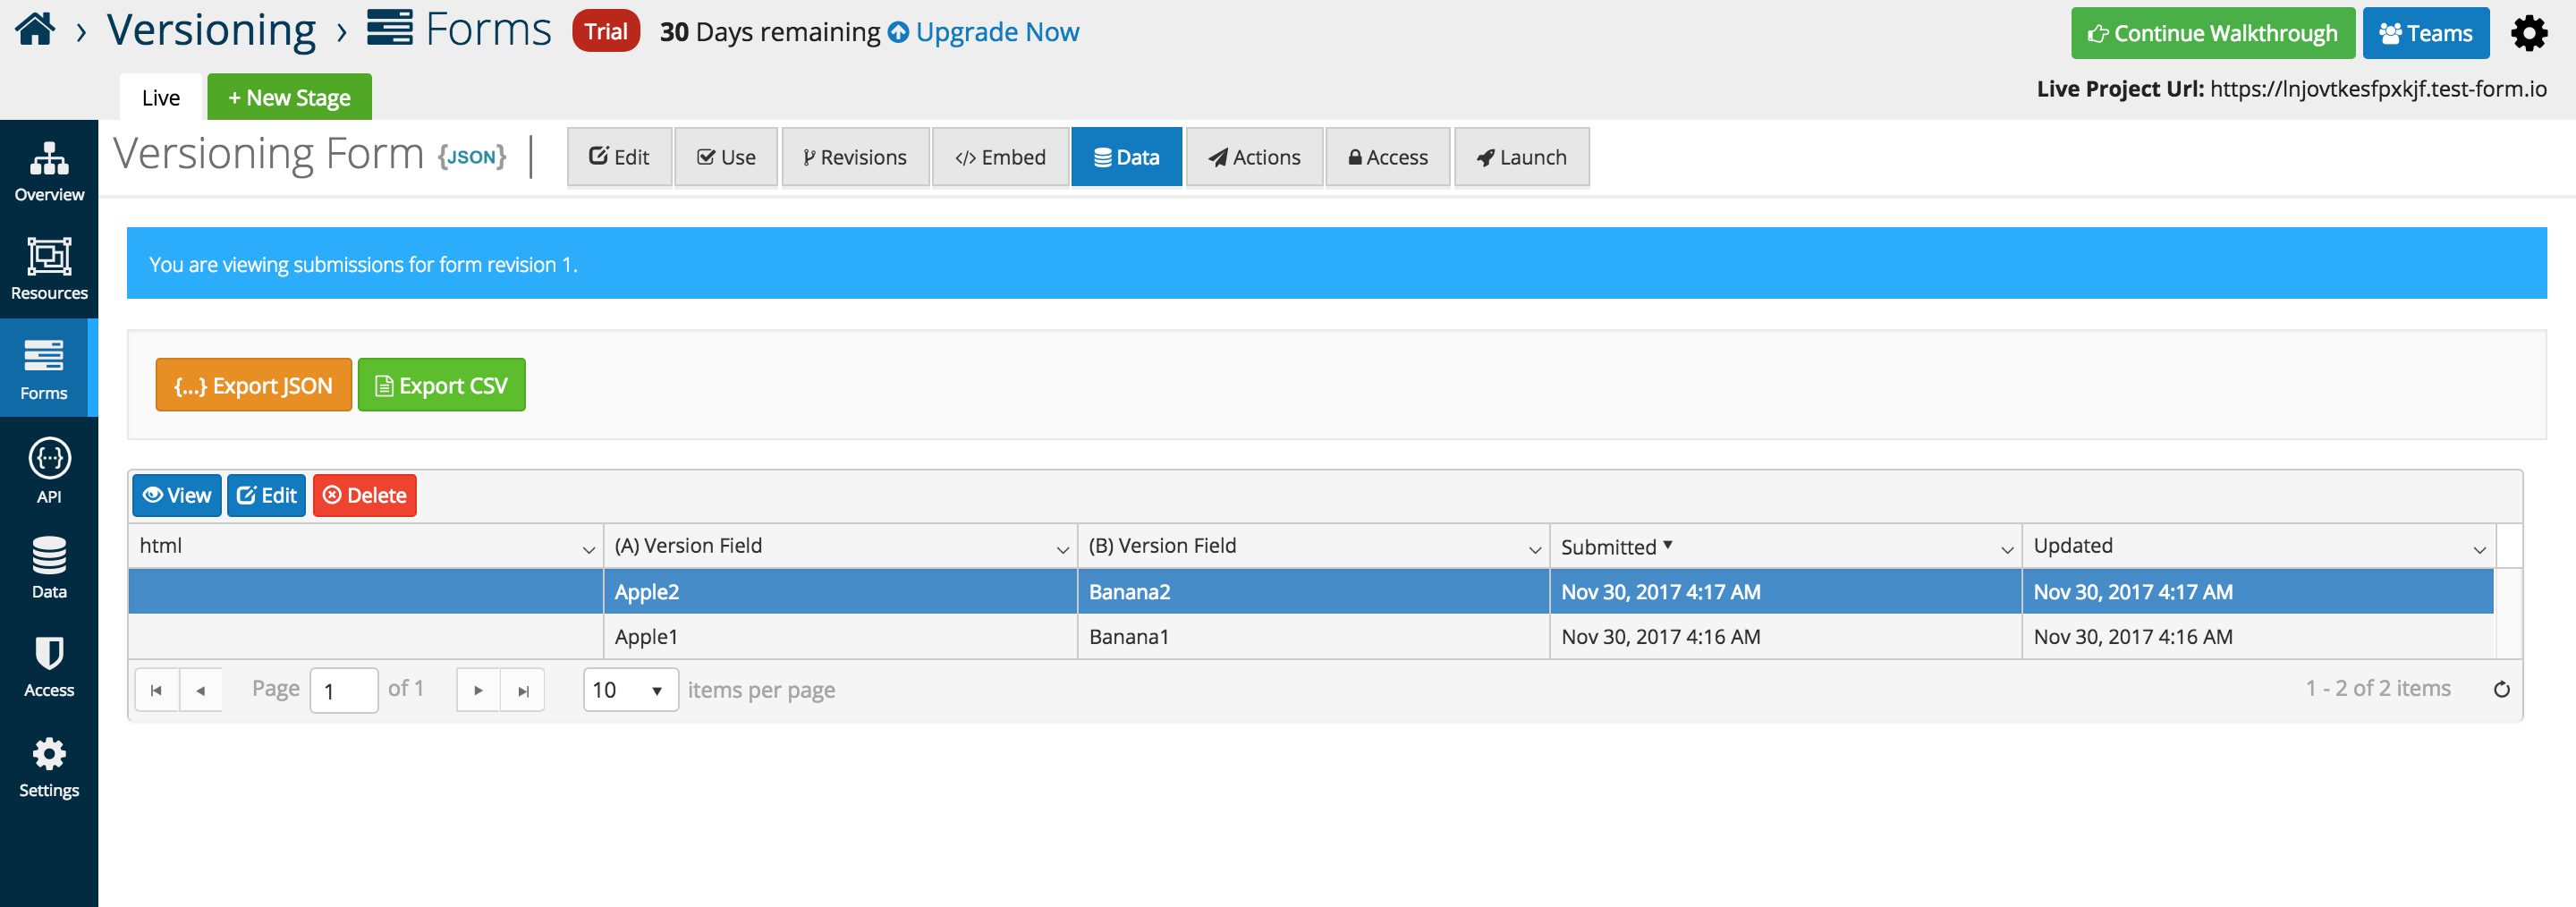 › Versioning › Forms Trial 30 Days remaining Upgrade Now Continue Walkthrough Teams
Live + New Stage Live Project Url: https://lnjovtkesfpxkjf.test-form.io
Versioning Form {JSON} | Edit Use Revisions </> Embed Data Actions Access Launch
Overview
Resources
Forms
API
Data
Access
Settings
You are viewing submissions for form revision 1.
{...} Export JSON Export CSV
View Edit Delete
html (A) Version Field (B) Version Field Submitted Updated
Apple2 Banana2 Nov 30, 2017 4:17 AM Nov 30, 2017 4:17 AM
Apple1 Banana1 Nov 30, 2017 4:16 AM Nov 30, 2017 4:16 AM
Page 1 of 1 10 items per page 1 - 2 of 2 items